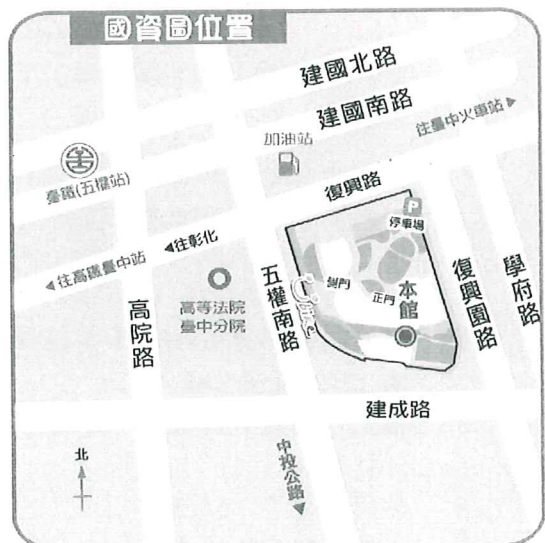 國資圖位置
建國北路
建國南路
往臺中火車站▶
加油站
臺鐵(五權站)
復興路
P
停車場
◀往彰化
◀往高鐵臺中站
高等法院
臺中分院
高院路
五權南路
側門
正門
本館
復興園路
學府路
建成路
北
中投公路▼